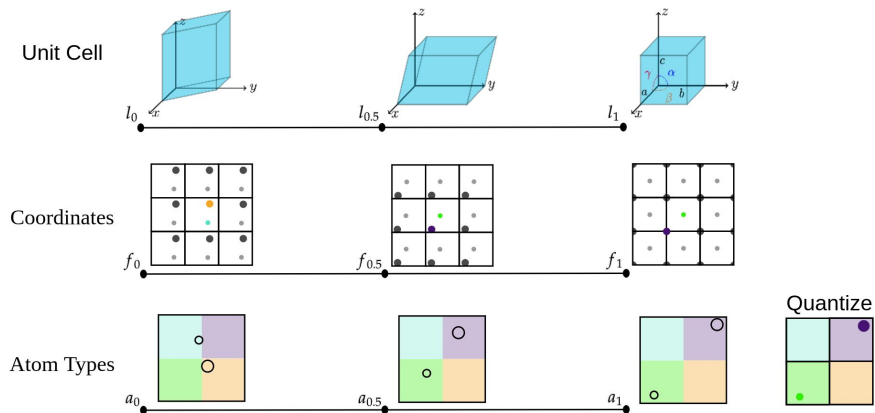 Unit Cell
z
y
x
l0
z
y
x
l0.5
z
c
γ α
a b
β
y
x
l1
Coordinates
f0
f0.5
f1
Quantize
Atom Types
a0
a0.5
a1